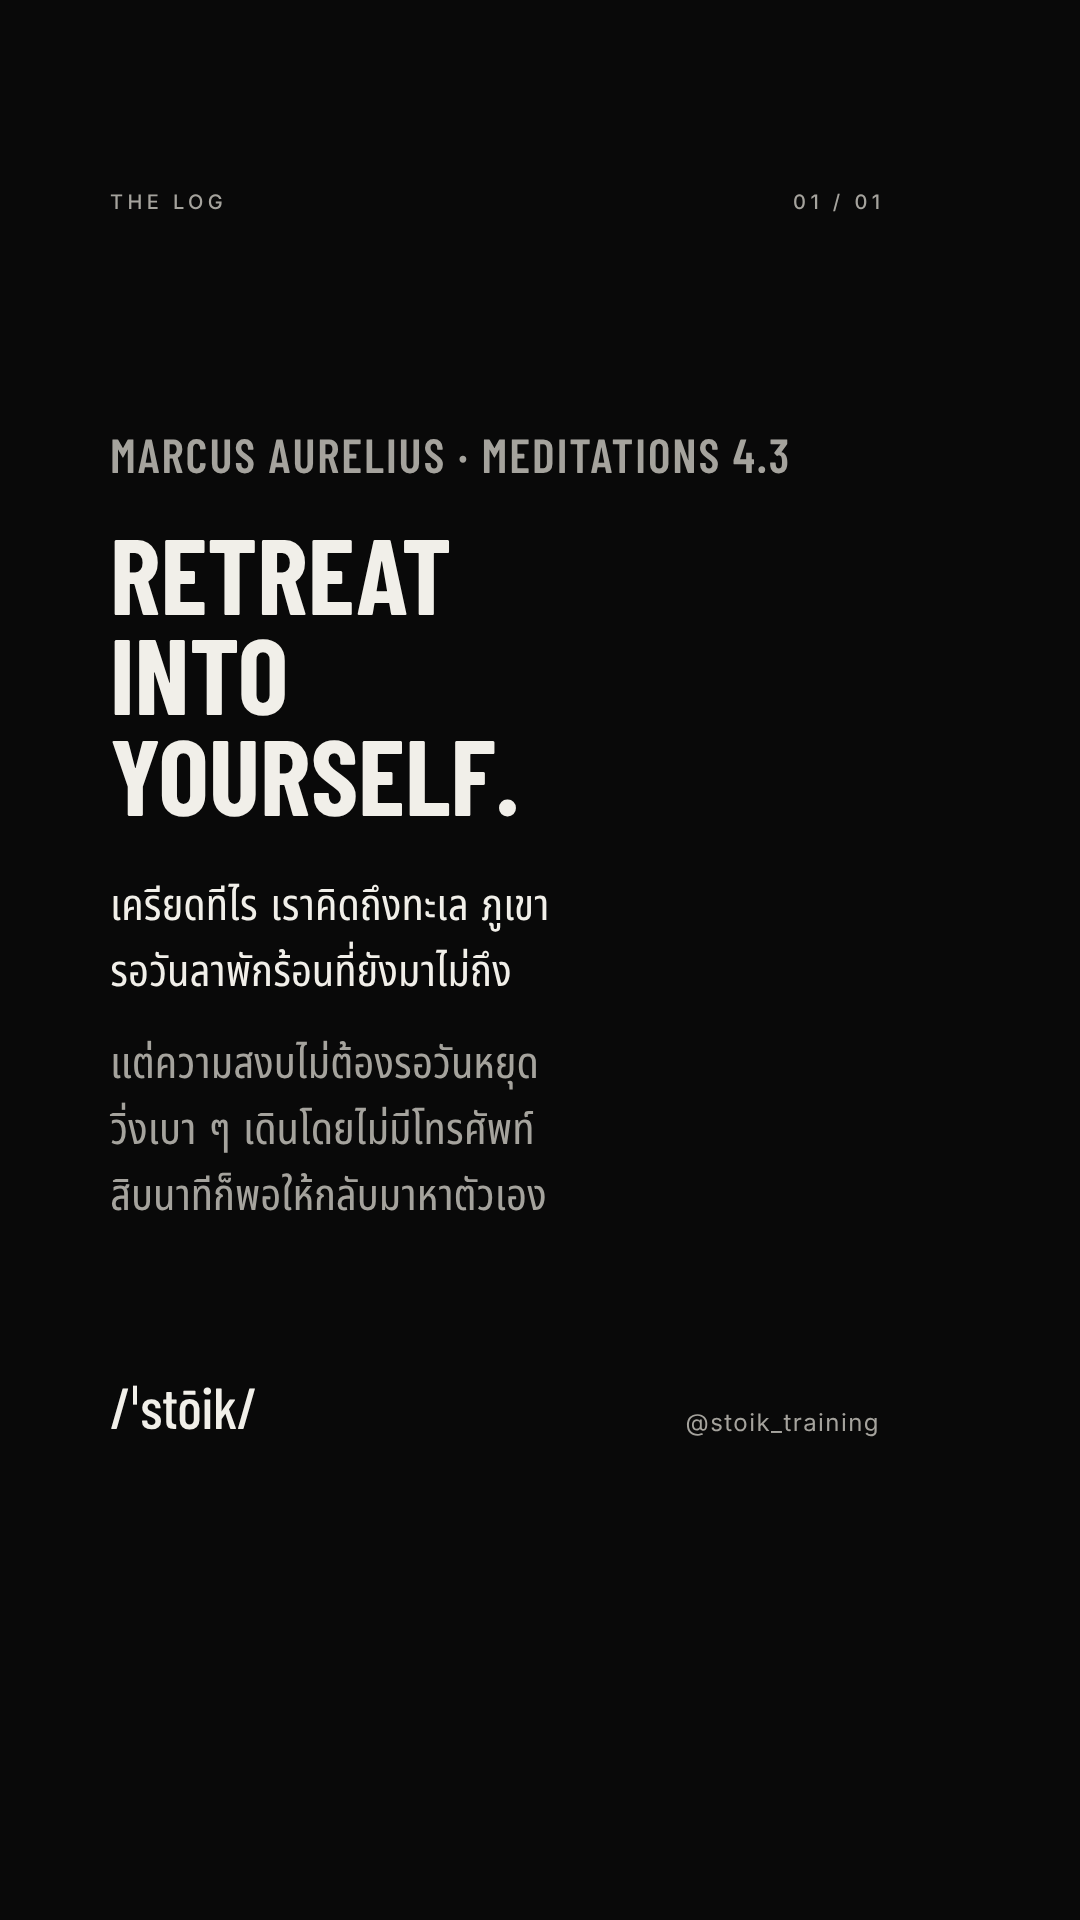 THE LOG
01 / 01
MARCUS AURELIUS · MEDITATIONS 4.3
RETREAT
INTO
YOURSELF.
เครียดทีไร เราคิดถึงทะเล ภูเขา
รอวันลาพักร้อนที่ยังมาไม่ถึง
แต่ความสงบไม่ต้องรอวันหยุด
วิ่งเบา ๆ เดินโดยไม่มีโทรศัพท์
สิบนาทีก็พอให้กลับมาหาตัวเอง
/ˈstōik/
@stoik_training